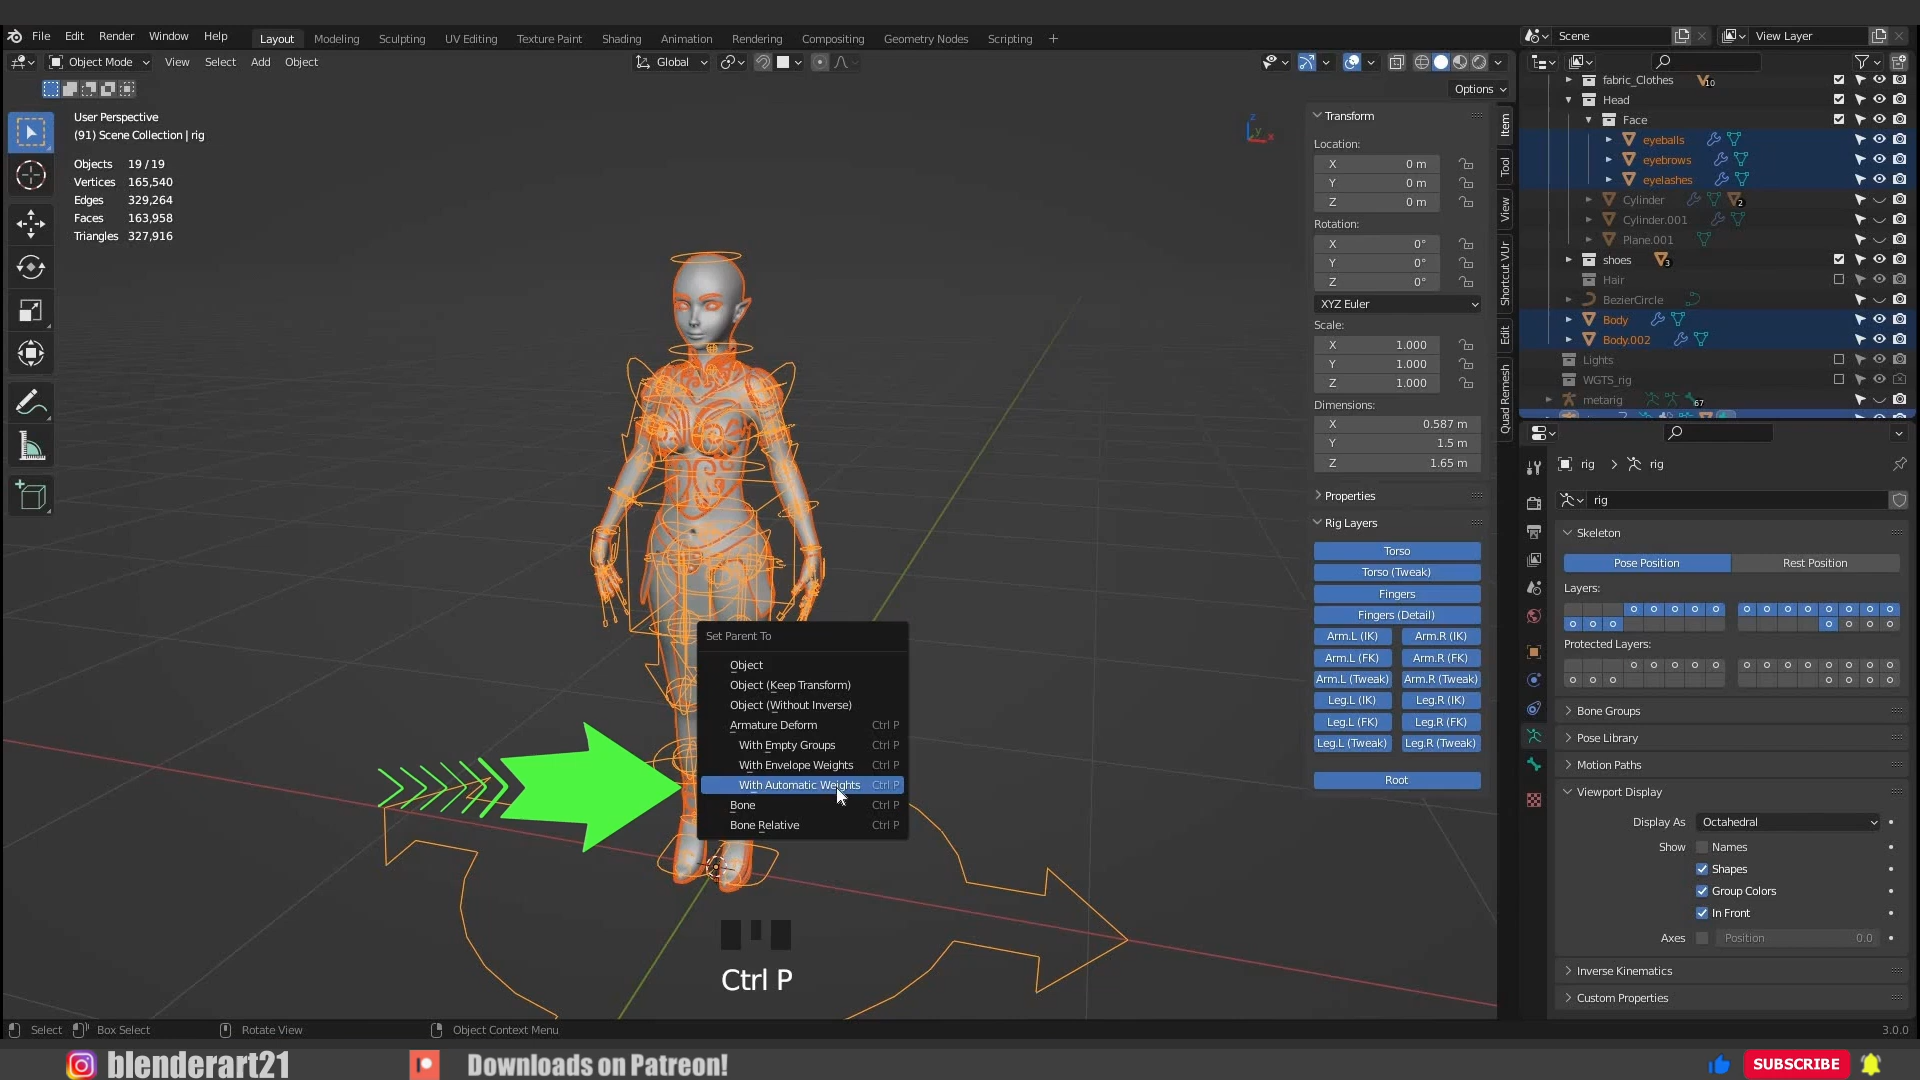 File Edit Render Window Help Layout Modeling Sculpting UV Editing Texture Paint Shading Animation Rendering Compositing Geometry Nodes Scripting Scene View Layer
Object Mode View Select Add Object Global
Options
User Perspective
(91) Scene Collection | rig
Objects 19/19
Vertices 165,540
Edges 329,264
Faces 163,958
Triangles 327,916
Transform
Location:
X 0 m
Y 0 m
Z 0 m
Rotation:
X 0°
Y 0°
Z 0°
XYZ Euler
Scale:
X 1.000
Y 1.000
Z 1.000
Dimensions:
X 0.587 m
Y 1.5 m
Z 1.65 m
Properties
Rig Layers
Torso
Torso (Tweak)
Fingers
Fingers (Detail)
Arm.L (IK) Arm.R (IK)
Arm.L (FK) Arm.R (FK)
Arm.L (Tweak) Arm.R (Tweak)
Leg.L (IK) Leg.R (IK)
Leg.L (FK) Leg.R (FK)
Leg.L (Tweak) Leg.R (Tweak)
Root
Item
Tool
View
Shortcut VUr
Edit
Quad Remesh
Set Parent To
Object
Object (Keep Transform)
Object (Without Inverse)
Armature Deform Ctrl P
With Empty Groups Ctrl P
With Envelope Weights Ctrl P
With Automatic Weights Ctrl P
Bone Ctrl P
Bone Relative Ctrl P
Ctrl P
fabric_Clothes 10
Head
Face
eyeballs
eyebrows
eyelashes
Cylinder 2
Cylinder.001
Plane.001
shoes 3
Hair
BezierCircle
Body
Body.002
Lights
WGTS_rig
metarig 67
rig rig
rig
Skeleton
Pose Position Rest Position
Layers:
Protected Layers:
Bone Groups
Pose Library
Motion Paths
Viewport Display
Display As Octahedral
Show Names
Shapes
Group Colors
In Front
Axes Position 0.0
Inverse Kinematics
Custom Properties
Select Box Select Rotate View Object Context Menu 3.0.0
blenderart21 Downloads on Patreon! SUBSCRIBE